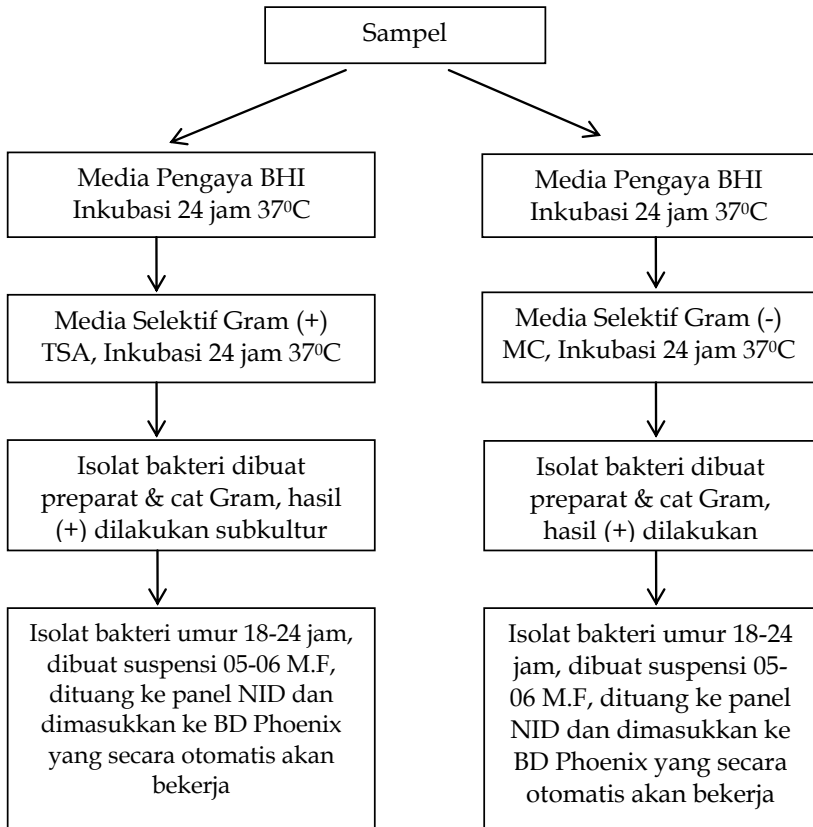 Sampel
Media Pengaya BHI
Inkubasi 24 jam 37⁰C
Media Selektif Gram (+)
TSA, Inkubasi 24 jam 37⁰C
Isolat bakteri dibuat
preparat & cat Gram, hasil
(+) dilakukan subkultur
Isolat bakteri umur 18-24 jam,
dibuat suspensi 05-06 M.F,
dituang ke panel NID dan
dimasukkan ke BD Phoenix
yang secara otomatis akan
bekerja
Media Pengaya BHI
Inkubasi 24 jam 37⁰C
Media Selektif Gram (-)
MC, Inkubasi 24 jam 37⁰C
Isolat bakteri dibuat
preparat & cat Gram,
hasil (+) dilakukan
Isolat bakteri umur 18-24
jam, dibuat suspensi 05-
06 M.F, dituang ke panel
NID dan dimasukkan ke
BD Phoenix yang secara
otomatis akan bekerja